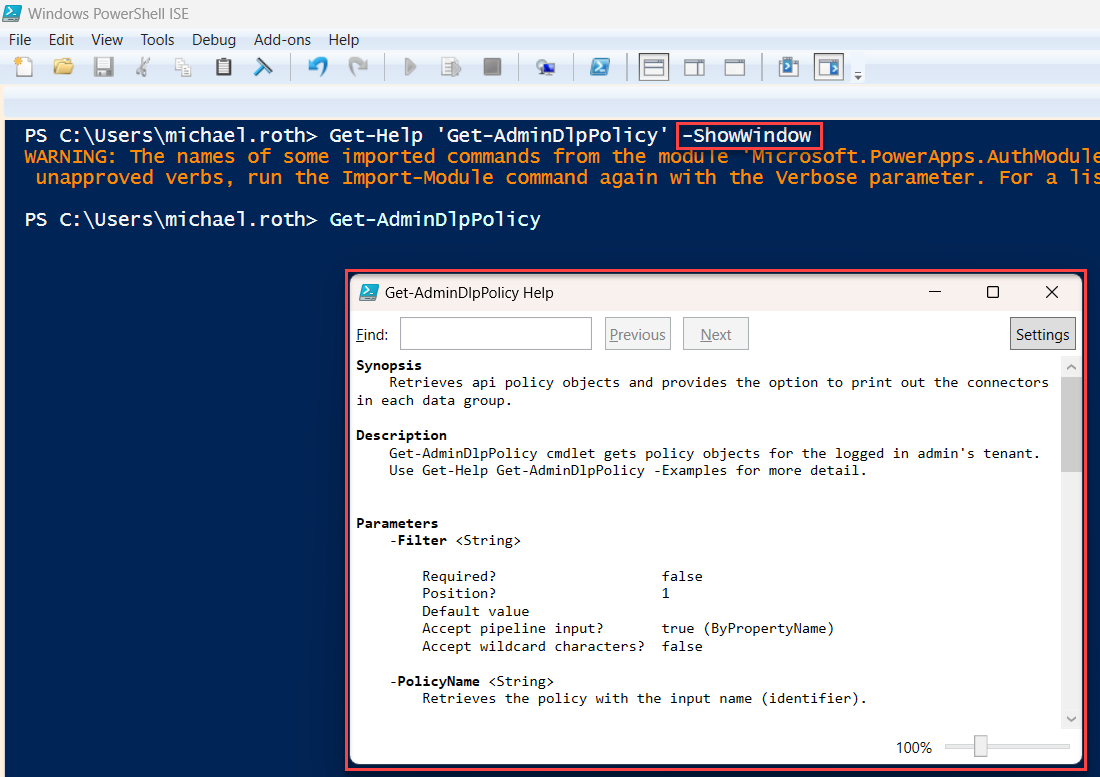 Windows PowerShell ISE
File Edit View Tools Debug Add-ons Help
PS C:\Users\michael.roth> Get-Help 'Get-AdminDlpPolicy' -ShowWindow
WARNING: The names of some imported commands from the module 'Microsoft.PowerApps.AuthModule
unapproved verbs, run the Import-Module command again with the Verbose parameter. For a lis
PS C:\Users\michael.roth> Get-AdminDlpPolicy
Get-AdminDlpPolicy Help
Find: Previous Next Settings
Synopsis
Retrieves api policy objects and provides the option to print out the connectors
in each data group.
Description
Get-AdminDlpPolicy cmdlet gets policy objects for the logged in admin's tenant.
Use Get-Help Get-AdminDlpPolicy -Examples for more detail.
Parameters
-Filter <String>
Required? false
Position? 1
Default value
Accept pipeline input? true (ByPropertyName)
Accept wildcard characters? false
-PolicyName <String>
Retrieves the policy with the input name (identifier).
100%